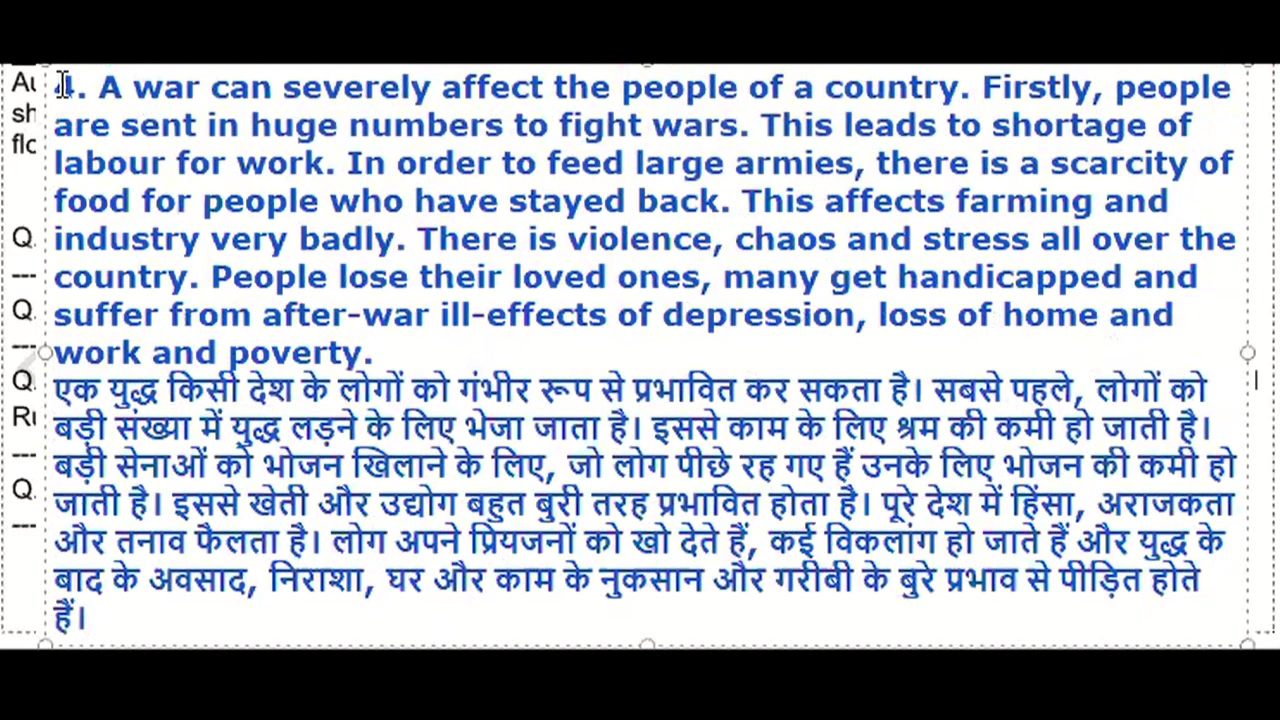 4. A war can severely affect the people of a country. Firstly, people
are sent in huge numbers to fight wars. This leads to shortage of
labour for work. In order to feed large armies, there is a scarcity of
food for people who have stayed back. This affects farming and
industry very badly. There is violence, chaos and stress all over the
country. People lose their loved ones, many get handicapped and
suffer from after-war ill-effects of depression, loss of home and
work and poverty.
एक युद्ध किसी देश के लोगों को गंभीर रूप से प्रभावित कर सकता है। सबसे पहले, लोगों को
बड़ी संख्या में युद्ध लड़ने के लिए भेजा जाता है। इससे काम के लिए श्रम की कमी हो जाती है।
बड़ी सेनाओं को भोजन खिलाने के लिए, जो लोग पीछे रह गए हैं उनके लिए भोजन की कमी हो
जाती है। इससे खेती और उद्योग बहुत बुरी तरह प्रभावित होता है। पूरे देश में हिंसा, अराजकता
और तनाव फैलता है। लोग अपने प्रियजनों को खो देते हैं, कई विकलांग हो जाते हैं और युद्ध के
बाद के अवसाद, निराशा, घर और काम के नुकसान और गरीबी के बुरे प्रभाव से पीड़ित होते
हैं।